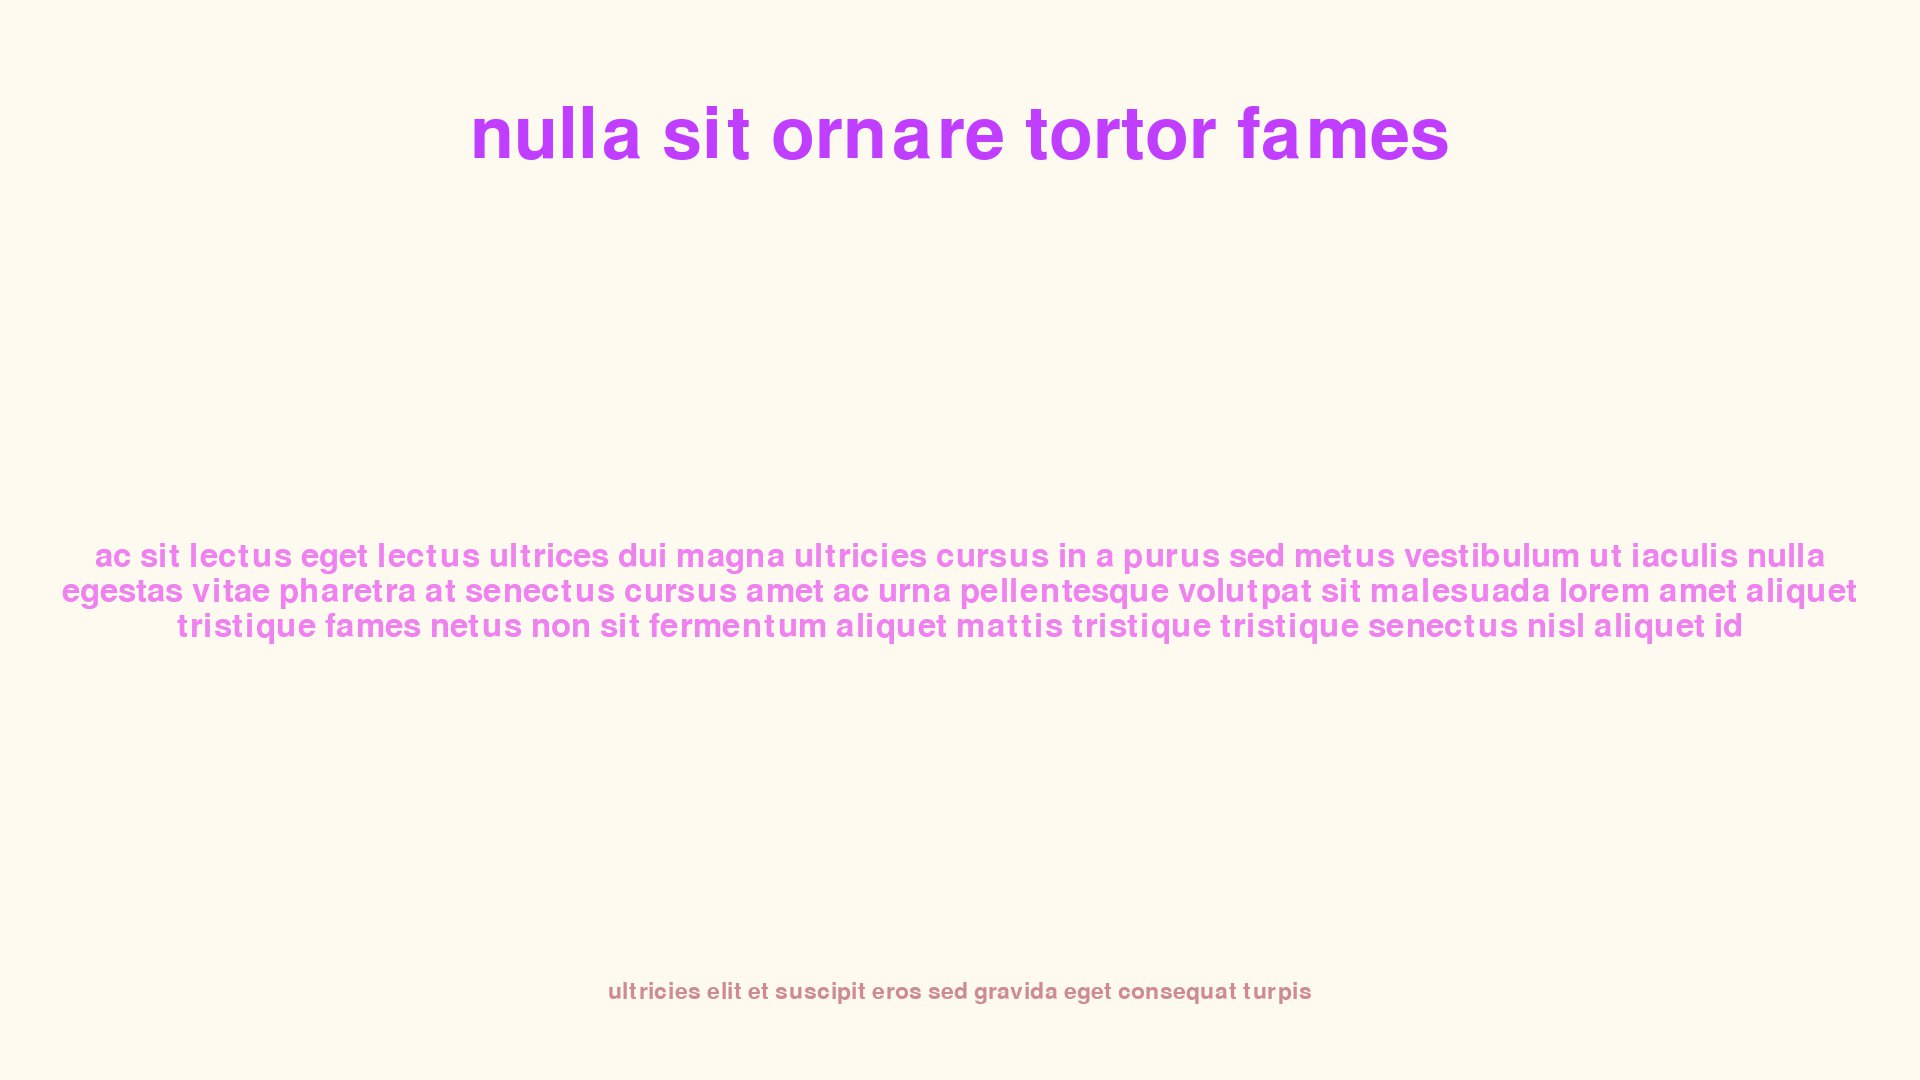 nulla sit ornare tortor fames
ac sit lectus eget lectus ultrices dui magna ultricies cursus in a purus sed metus vestibulum ut iaculis nulla
egestas vitae pharetra at senectus cursus amet ac urna pellentesque volutpat sit malesuada lorem amet aliquet
tristique fames netus non sit fermentum aliquet mattis tristique tristique senectus nisl aliquet id
ultricies elit et suscipit eros sed gravida eget consequat turpis